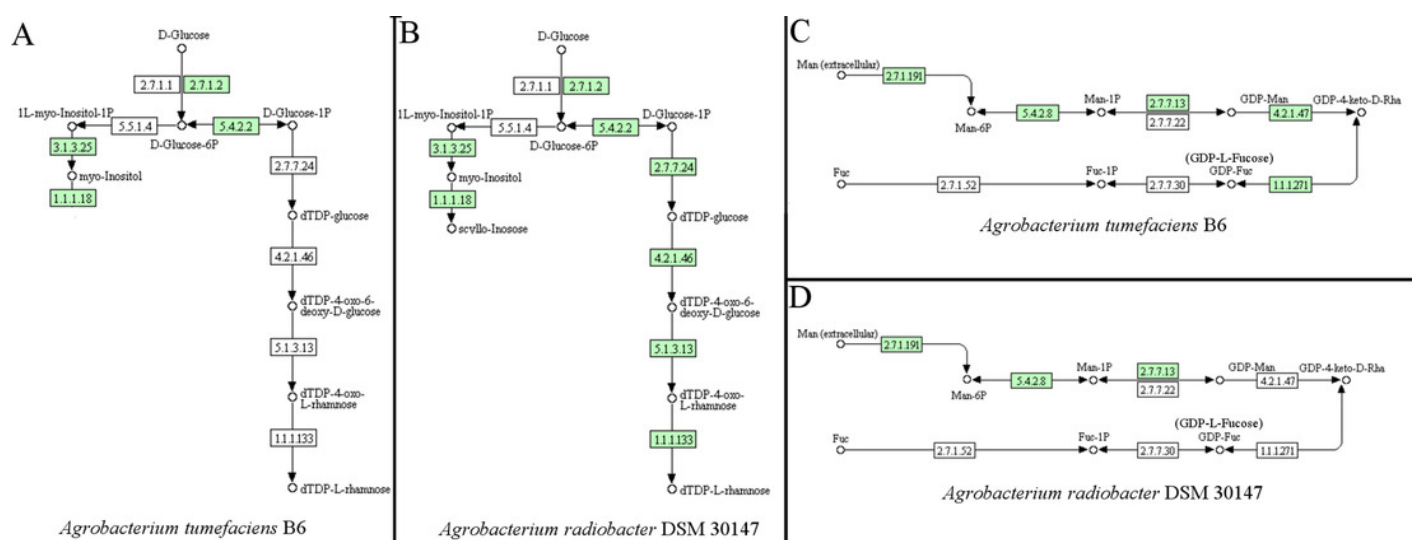 A
D-Glucose
2.7.1.1 2.7.1.2
1L-myo-Inositol-1P
D-Glucose-1P
5.5.1.4
5.4.2.2
D-Glucose-6P
3.1.3.25
2.7.7.24
myo-Inositol
1.1.1.18
dTDP-glucose
4.2.1.46
dTDP-4-oxo-6-
deoxy-D-glucose
5.1.3.13
dTDP-4-oxo-
L-rhamnose
1.1.1.133
dTDP-L-rhamnose
Agrobacterium tumefaciens B6
B
D-Glucose
2.7.1.1 2.7.1.2
1L-myo-Inositol-1P
D-Glucose-1P
5.5.1.4
5.4.2.2
D-Glucose-6P
3.1.3.25
2.7.7.24
myo-Inositol
1.1.1.18
dTDP-glucose
scyllo-Inosose
4.2.1.46
dTDP-4-oxo-6-
deoxy-D-glucose
5.1.3.13
dTDP-4-oxo-
L-rhamnose
1.1.1.133
dTDP-L-rhamnose
Agrobacterium radiobacter DSM 30147
C
Man (extracellular)
2.7.1.191
Man-1P
2.7.7.13
GDP-Man
GDP-4-keto-D-Rha
5.4.2.8
4.2.1.47
2.7.7.22
Man-6P
(GDP-L-Fucose)
Fuc
Fuc-1P
GDP-Fuc
2.7.1.52
2.7.7.30
1.1.1.271
Agrobacterium tumefaciens B6
D
Man (extracellular)
2.7.1.191
Man-1P
2.7.7.13
GDP-Man
GDP-4-keto-D-Rha
5.4.2.8
4.2.1.47
2.7.7.22
Man-6P
(GDP-L-Fucose)
Fuc
Fuc-1P
GDP-Fuc
2.7.1.52
2.7.7.30
1.1.1.271
Agrobacterium radiobacter DSM 30147